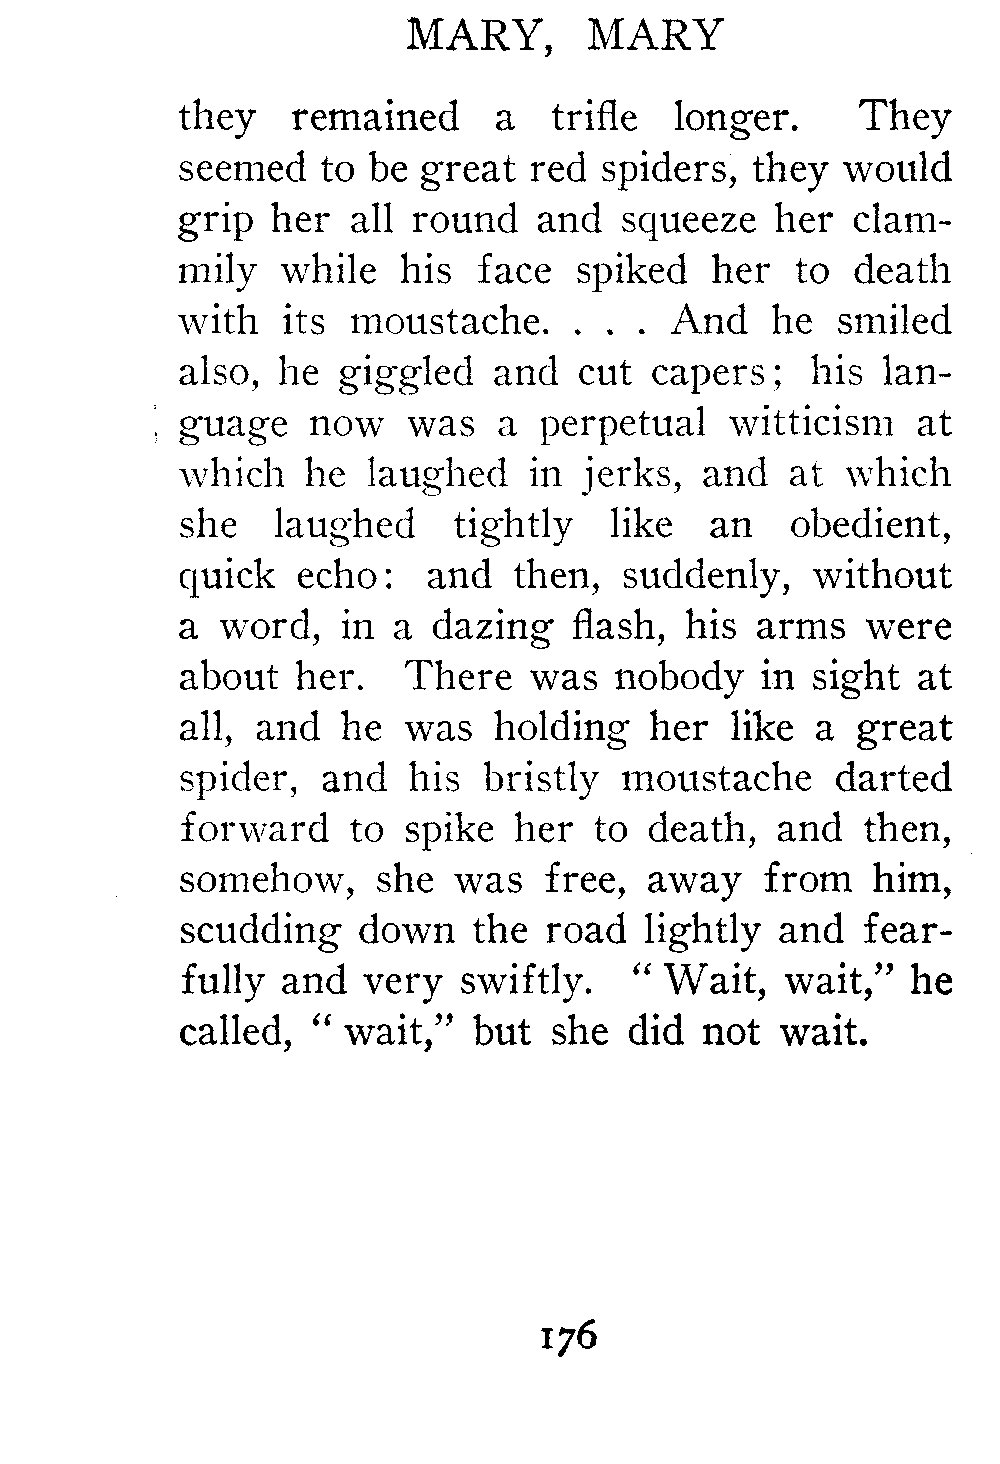 MARY, MARY
they remained a trifle longer. They
seemed to be great red spiders, they would
grip her all round and squeeze her clam-
mily while his face spiked her to death
with its moustache. . . . And he smiled
also, he giggled and cut capers; his lan-
guage now was a perpetual witticism at
which he laughed in jerks, and at which
she laughed tightly like an obedient,
quick echo: and then, suddenly, without
a word, in a dazing flash, his arms were
about her. There was nobody in sight at
all, and he was holding her like a great
spider, and his bristly moustache darted
forward to spike her to death, and then,
somehow, she was free, away from him,
scudding down the road lightly and fear-
fully and very swiftly. “ Wait, wait,” he
called, “ wait,” but she did not wait.
176